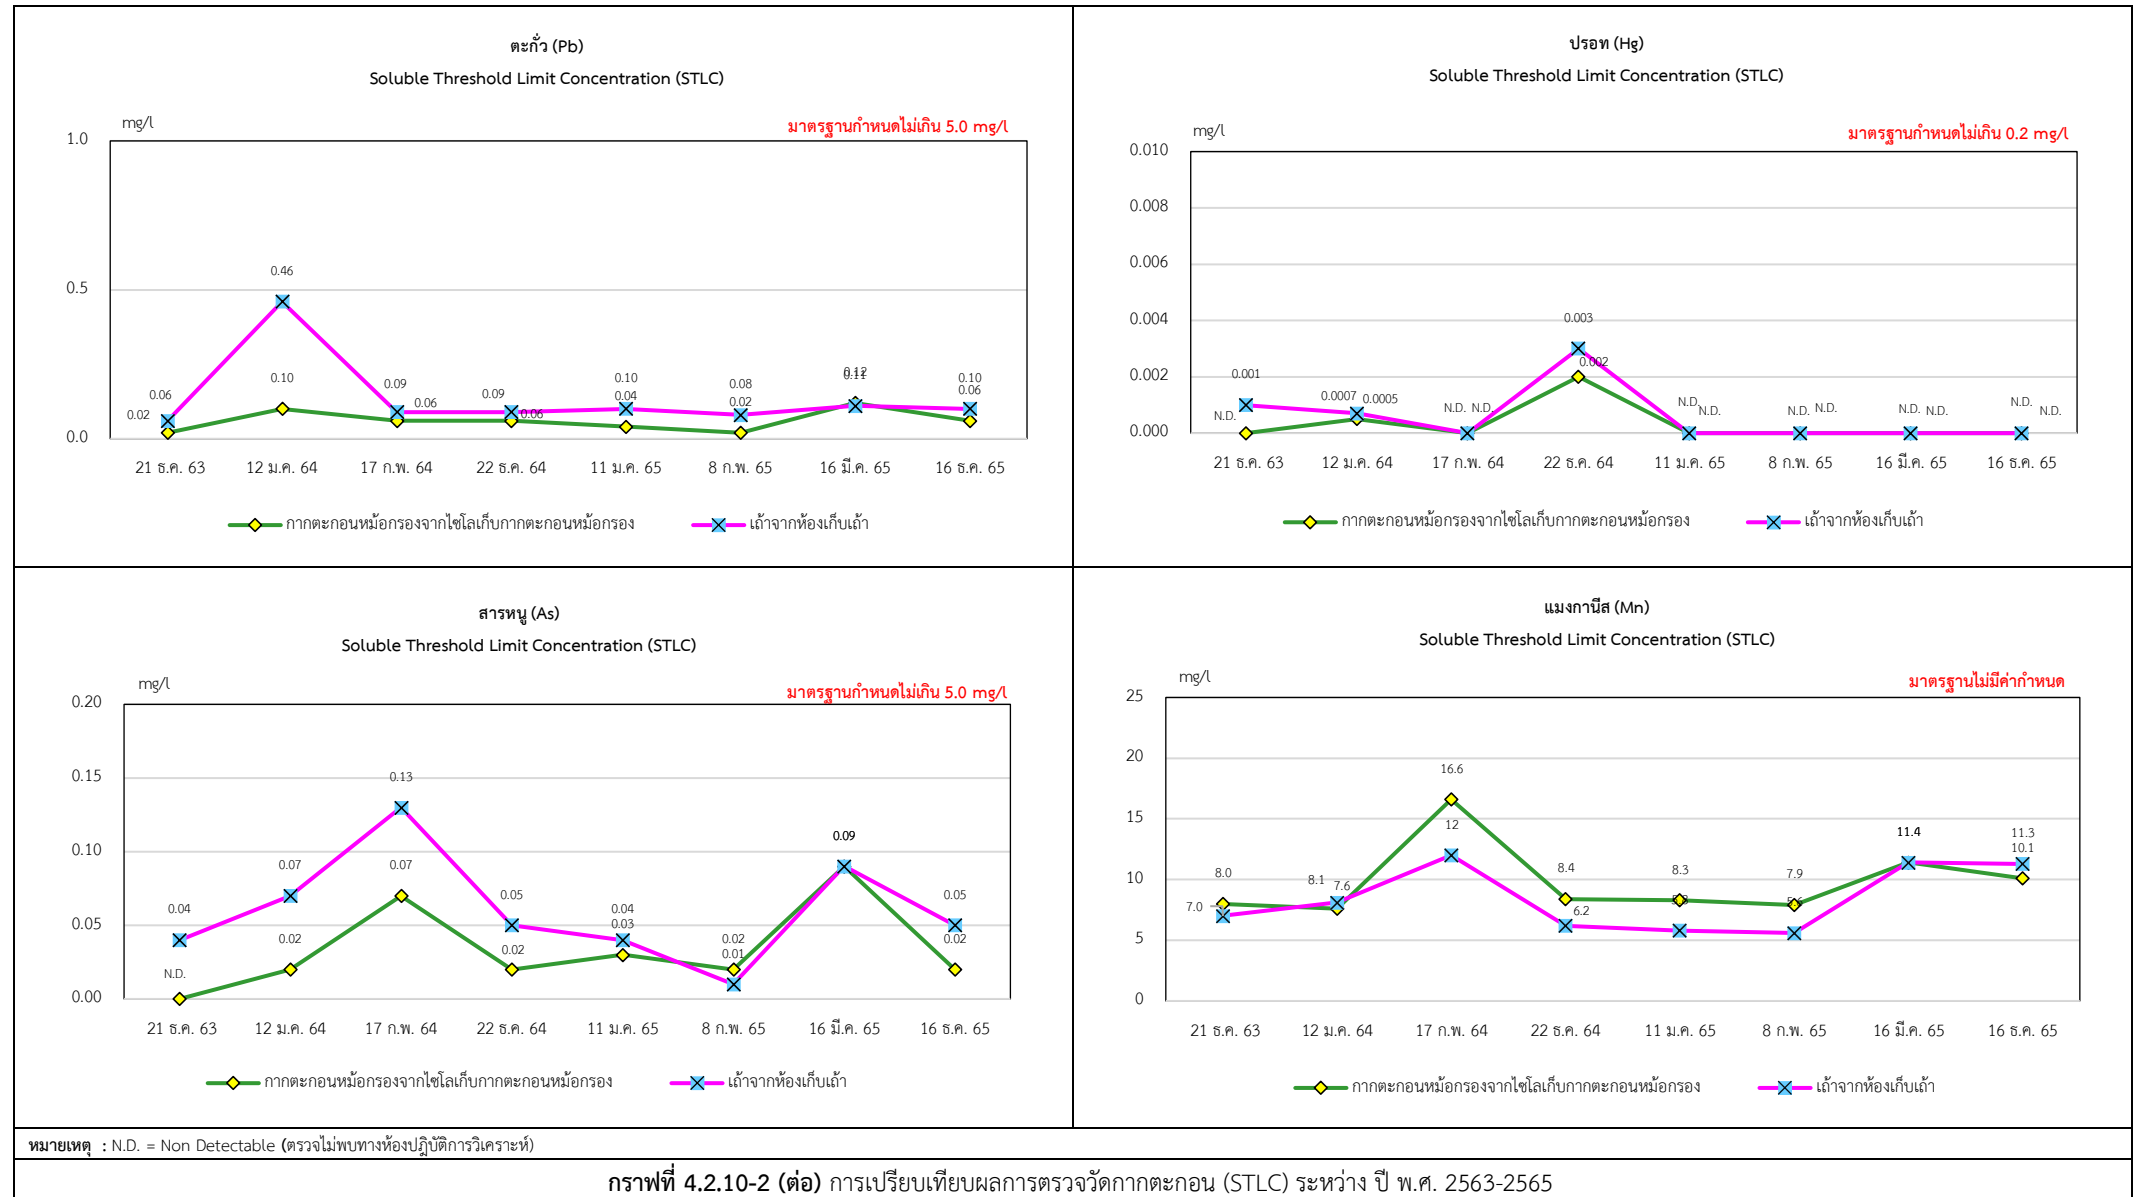 ตะกั่ว (Pb)
Soluble Threshold Limit Concentration (STLC)
mg/l
มาตรฐานกำหนดไม่เกิน 5.0 mg/l
1.0
0.5
0.0
0.06
0.02
0.46
0.10
0.09
0.06
0.09
0.06
0.10
0.04
0.08
0.02
0.12
0.11
0.10
0.06
21 ธ.ค. 63 12 ม.ค. 64 17 ก.พ. 64 22 ธ.ค. 64 11 ม.ค. 65 8 ก.พ. 65 16 มี.ค. 65 16 ธ.ค. 65
กากตะกอนหม้อกรองจากไซโลเก็บกากตะกอนหม้อกรอง เถ้าจากห้องเก็บเถ้า
ปรอท (Hg)
Soluble Threshold Limit Concentration (STLC)
mg/l
มาตรฐานกำหนดไม่เกิน 0.2 mg/l
0.010
0.008
0.006
0.004
0.002
0.000
0.001
N.D.
0.0007 0.0005
N.D. N.D.
0.003
0.002
N.D.
N.D.
N.D. N.D.
N.D. N.D.
N.D.
N.D.
21 ธ.ค. 63 12 ม.ค. 64 17 ก.พ. 64 22 ธ.ค. 64 11 ม.ค. 65 8 ก.พ. 65 16 มี.ค. 65 16 ธ.ค. 65
กากตะกอนหม้อกรองจากไซโลเก็บกากตะกอนหม้อกรอง เถ้าจากห้องเก็บเถ้า
สารหนู (As)
Soluble Threshold Limit Concentration (STLC)
mg/l
มาตรฐานกำหนดไม่เกิน 5.0 mg/l
0.20
0.15
0.10
0.05
0.00
0.04
N.D.
0.07
0.02
0.13
0.07
0.05
0.02
0.04
0.03
0.02
0.01
0.09
0.05
0.02
21 ธ.ค. 63 12 ม.ค. 64 17 ก.พ. 64 22 ธ.ค. 64 11 ม.ค. 65 8 ก.พ. 65 16 มี.ค. 65 16 ธ.ค. 65
กากตะกอนหม้อกรองจากไซโลเก็บกากตะกอนหม้อกรอง เถ้าจากห้องเก็บเถ้า
แมงกานีส (Mn)
Soluble Threshold Limit Concentration (STLC)
mg/l
มาตรฐานไม่มีค่ากำหนด
25
20
15
10
5
0
8.0
7.0
8.1
7.6
16.6
12
8.4
6.2
8.3
5.8
7.9
5.6
11.4
11.3
10.1
21 ธ.ค. 63 12 ม.ค. 64 17 ก.พ. 64 22 ธ.ค. 64 11 ม.ค. 65 8 ก.พ. 65 16 มี.ค. 65 16 ธ.ค. 65
กากตะกอนหม้อกรองจากไซโลเก็บกากตะกอนหม้อกรอง เถ้าจากห้องเก็บเถ้า
หมายเหตุ : N.D. = Non Detectable (ตรวจไม่พบทางห้องปฎิบัติการวิเคราะห์)
กราฟที่ 4.2.10-2 (ต่อ) การเปรียบเทียบผลการตรวจวัดกากตะกอน (STLC) ระหว่าง ปี พ.ศ. 2563-2565